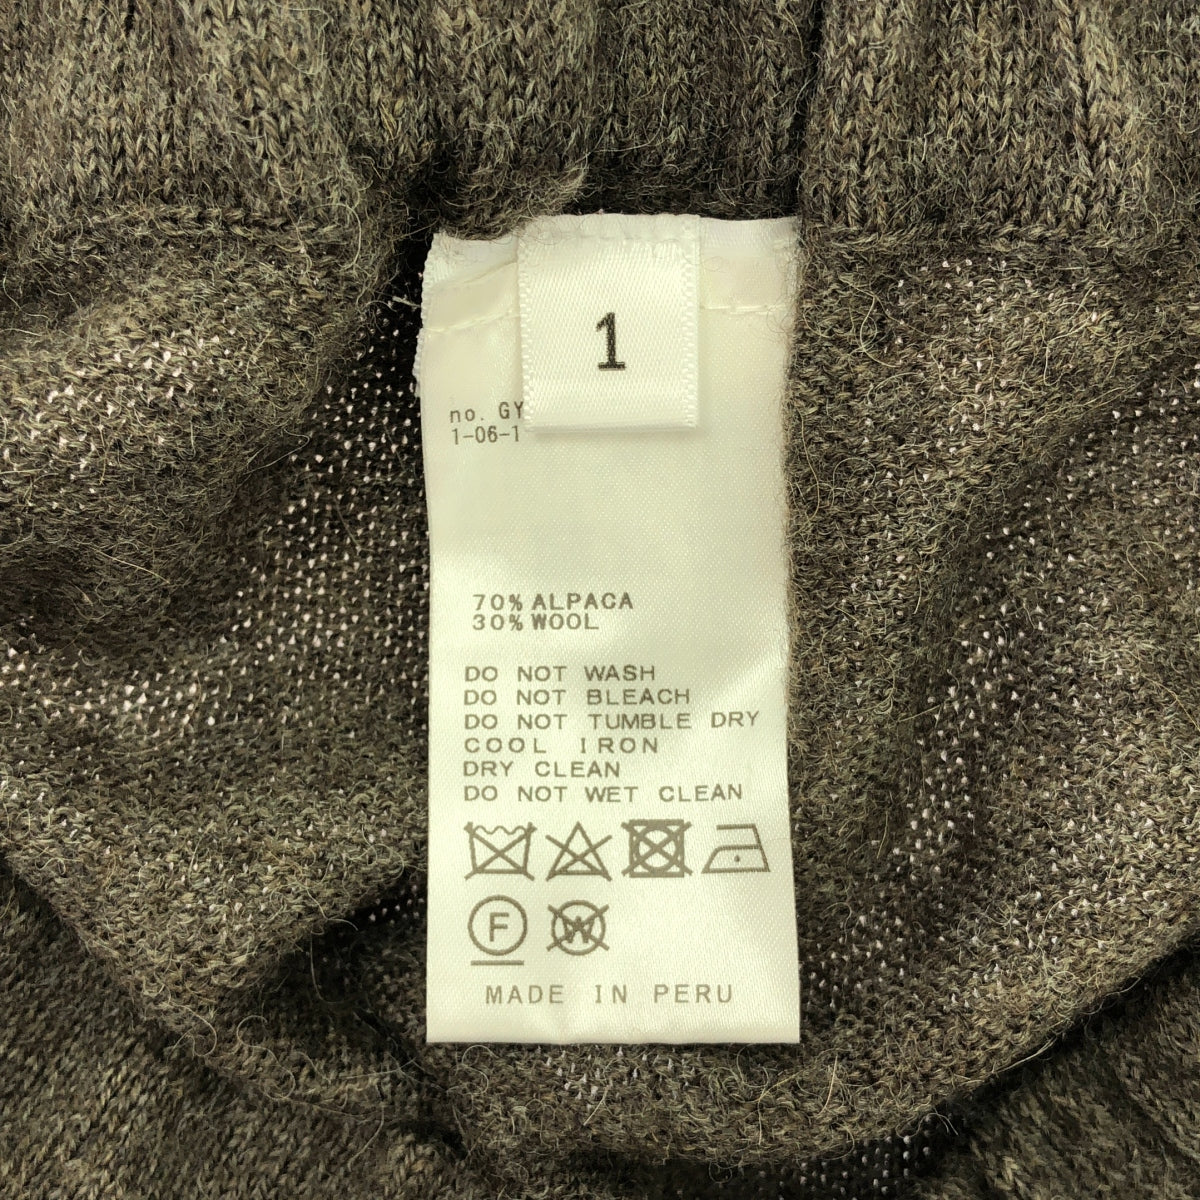 1
no. GY
1-06-1
70% ALPACA
30% WOOL
DO NOT WASH
DO NOT BLEACH
DO NOT TUMBLE DRY
COOL IRON
DRY CLEAN
DO NOT WET CLEAN
F
W
MADE IN PERU